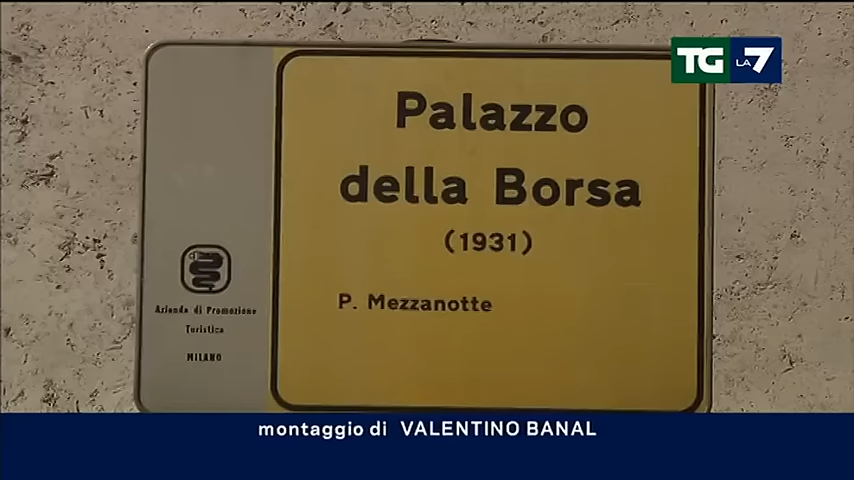 TG LA7
Palazzo
della Borsa
(1931)
P. Mezzanotte
Azienda di Promozione
Turistica
MILANO
montaggio di VALENTINO BANAL